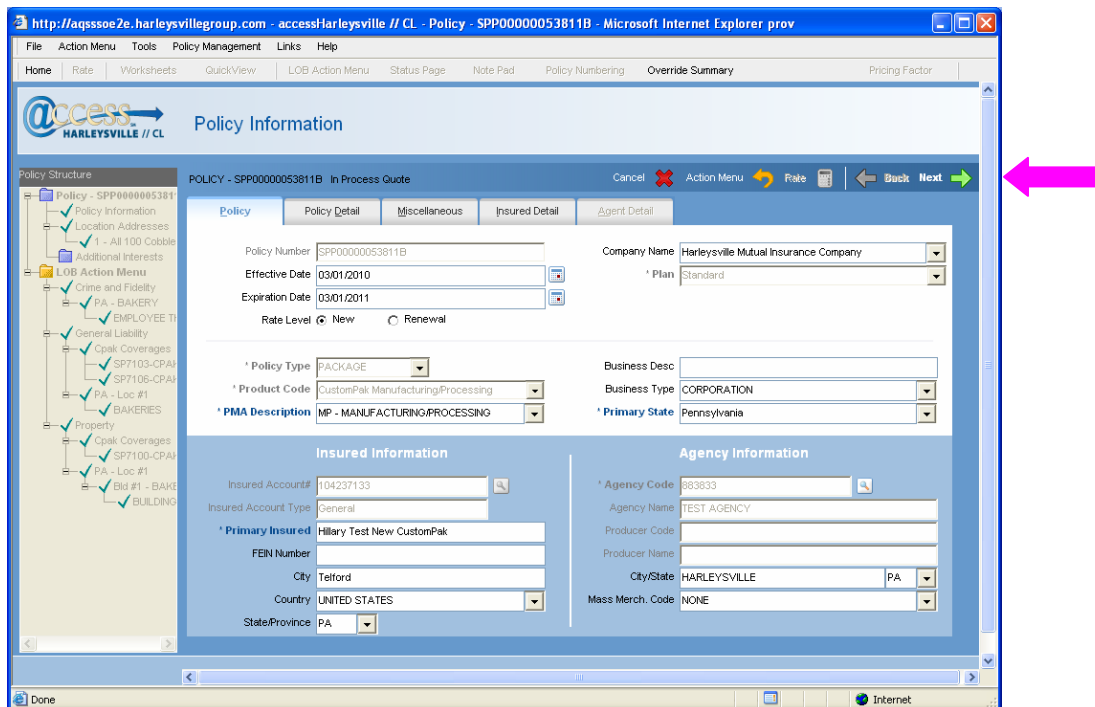 http://aqsssoe2e.harleysvillegroup.com - accessHarleysville // CL - Policy - SPP00000053811B - Microsoft Internet Explorer prov
File Action Menu Tools Policy Management Links Help
Home Rate Worksheets QuickView LOB Action Menu Status Page Note Pad Policy Numbering Override Summary Pricing Factor
@ccess
HARLEYSVILLE // CL
Policy Information
Policy Structure
Policy - SPP0000005381
Policy Information
Location Addresses
1 - All 100 Cobble
Additional Interests
LOB Action Menu
Crime and Fidelity
PA - BAKERY
EMPLOYEE TH
General Liability
Cpak Coverages
SP7103-CPAK
SP7106-CPAK
PA - Loc #1
BAKERIES
Property
Cpak Coverages
SP7100-CPAK
PA - Loc #1
Bld #1 - BAKE
BUILDING
POLICY - SPP00000053811B In Process Quote
Cancel Action Menu Rate Back Next
Policy Policy Detail Miscellaneous Insured Detail Agent Detail
Policy Number SPP00000053811B
Company Name Harleysville Mutual Insurance Company
Effective Date 03/01/2010
* Plan Standard
Expiration Date 03/01/2011
Rate Level New Renewal
* Policy Type PACKAGE
Business Desc
* Product Code CustomPak Manufacturing/Processing
Business Type CORPORATION
* PMA Description MP - MANUFACTURING/PROCESSING
* Primary State Pennsylvania
Insured Information
Agency Information
Insured Account# 104237133
* Agency Code 883833
Insured Account Type General
Agency Name TEST AGENCY
* Primary Insured Hillary Test New CustomPak
Producer Code
FEIN Number
Producer Name
City Telford
City/State HARLEYSVILLE PA
Country UNITED STATES
Mass Merch. Code NONE
State/Province PA
Done Internet